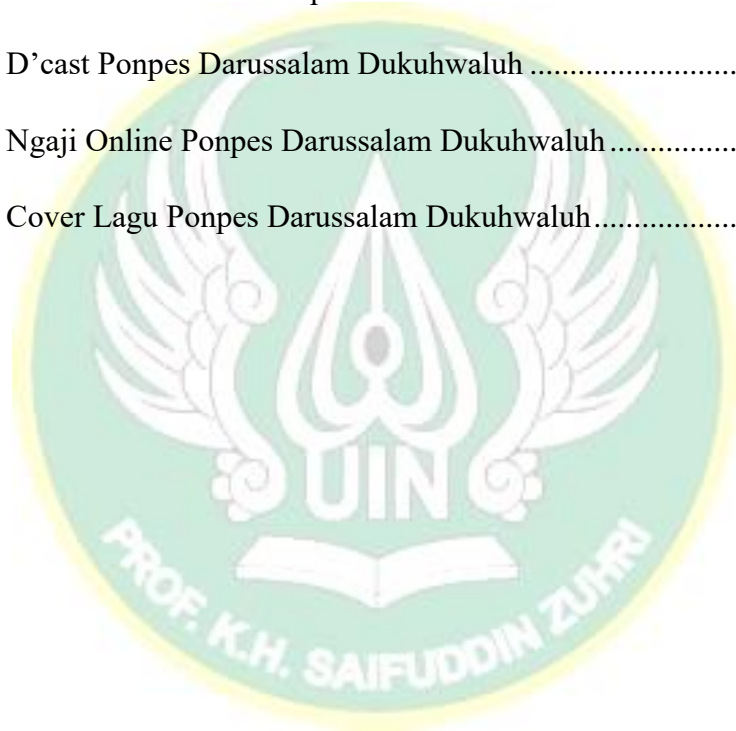 D’cast Ponpes Darussalam Dukuhwaluh ........................
Ngaji Online Ponpes Darussalam Dukuhwaluh ...............
Cover Lagu Ponpes Darussalam Dukuhwaluh.................
UIN
PROF. K.H. SAIFUDDIN ZUHRI